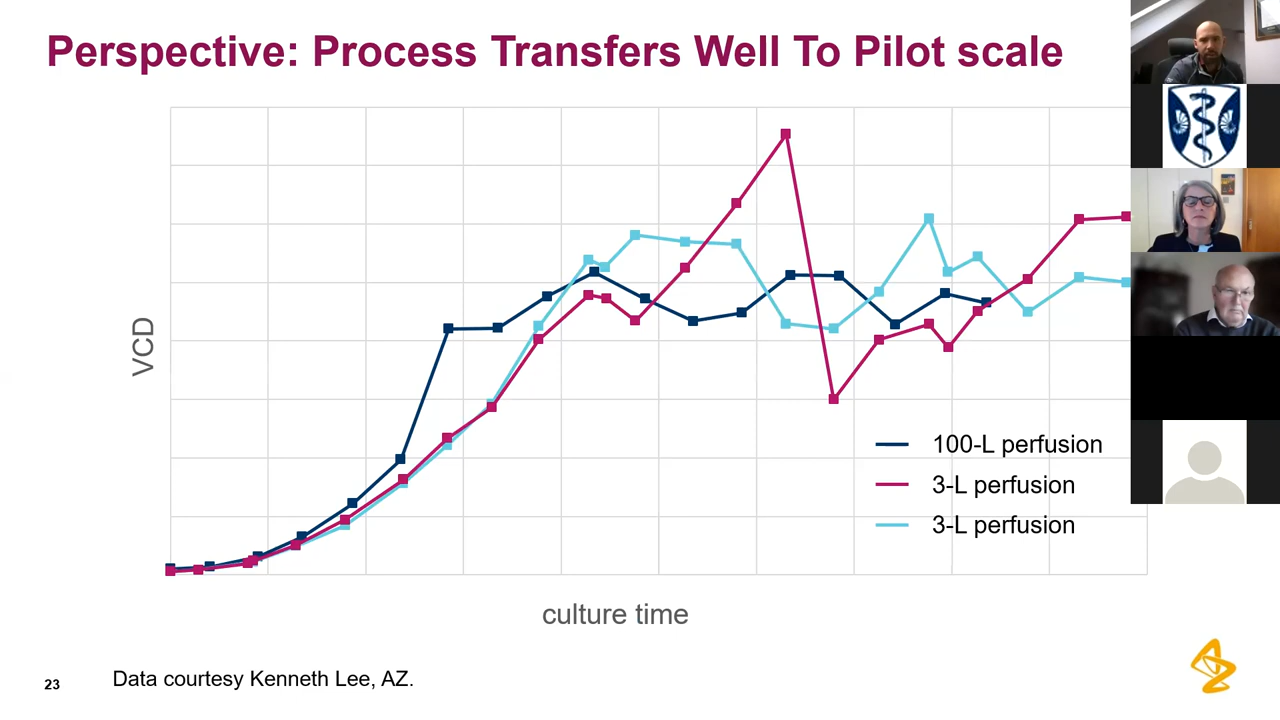 Perspective: Process Transfers Well To Pilot scale
VCD
100-L perfusion
3-L perfusion
3-L perfusion
culture time
23
Data courtesy Kenneth Lee, AZ.